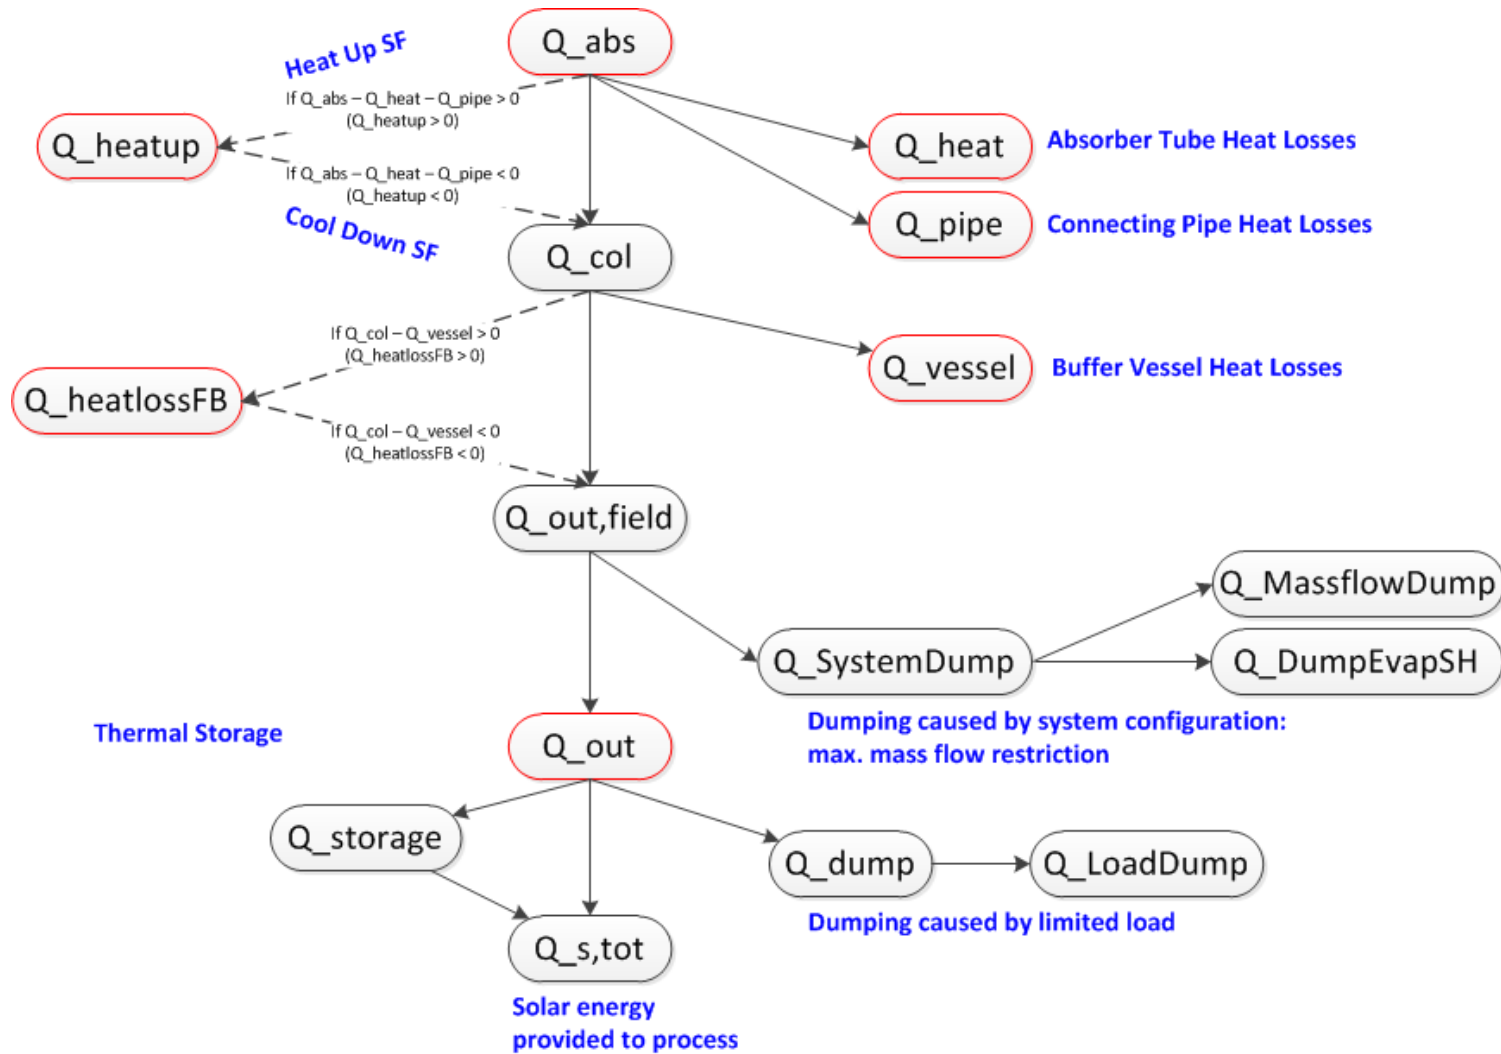 Q_abs
Heat Up SF
If Q_abs – Q_heat – Q_pipe > 0
(Q_heatup > 0)
Q_heatup
Q_heat
Absorber Tube Heat Losses
If Q_abs – Q_heat – Q_pipe < 0
(Q_heatup < 0)
Q_pipe
Connecting Pipe Heat Losses
Cool Down SF
Q_col
If Q_col – Q_vessel > 0
(Q_heatlossFB > 0)
Q_vessel
Buffer Vessel Heat Losses
Q_heatlossFB
If Q_col – Q_vessel < 0
(Q_heatlossFB < 0)
Q_out,field
Q_MassflowDump
Q_SystemDump
Q_DumpEvapSH
Dumping caused by system configuration:
max. mass flow restriction
Thermal Storage
Q_out
Q_storage
Q_dump
Q_LoadDump
Dumping caused by limited load
Q_s,tot
Solar energy
provided to process